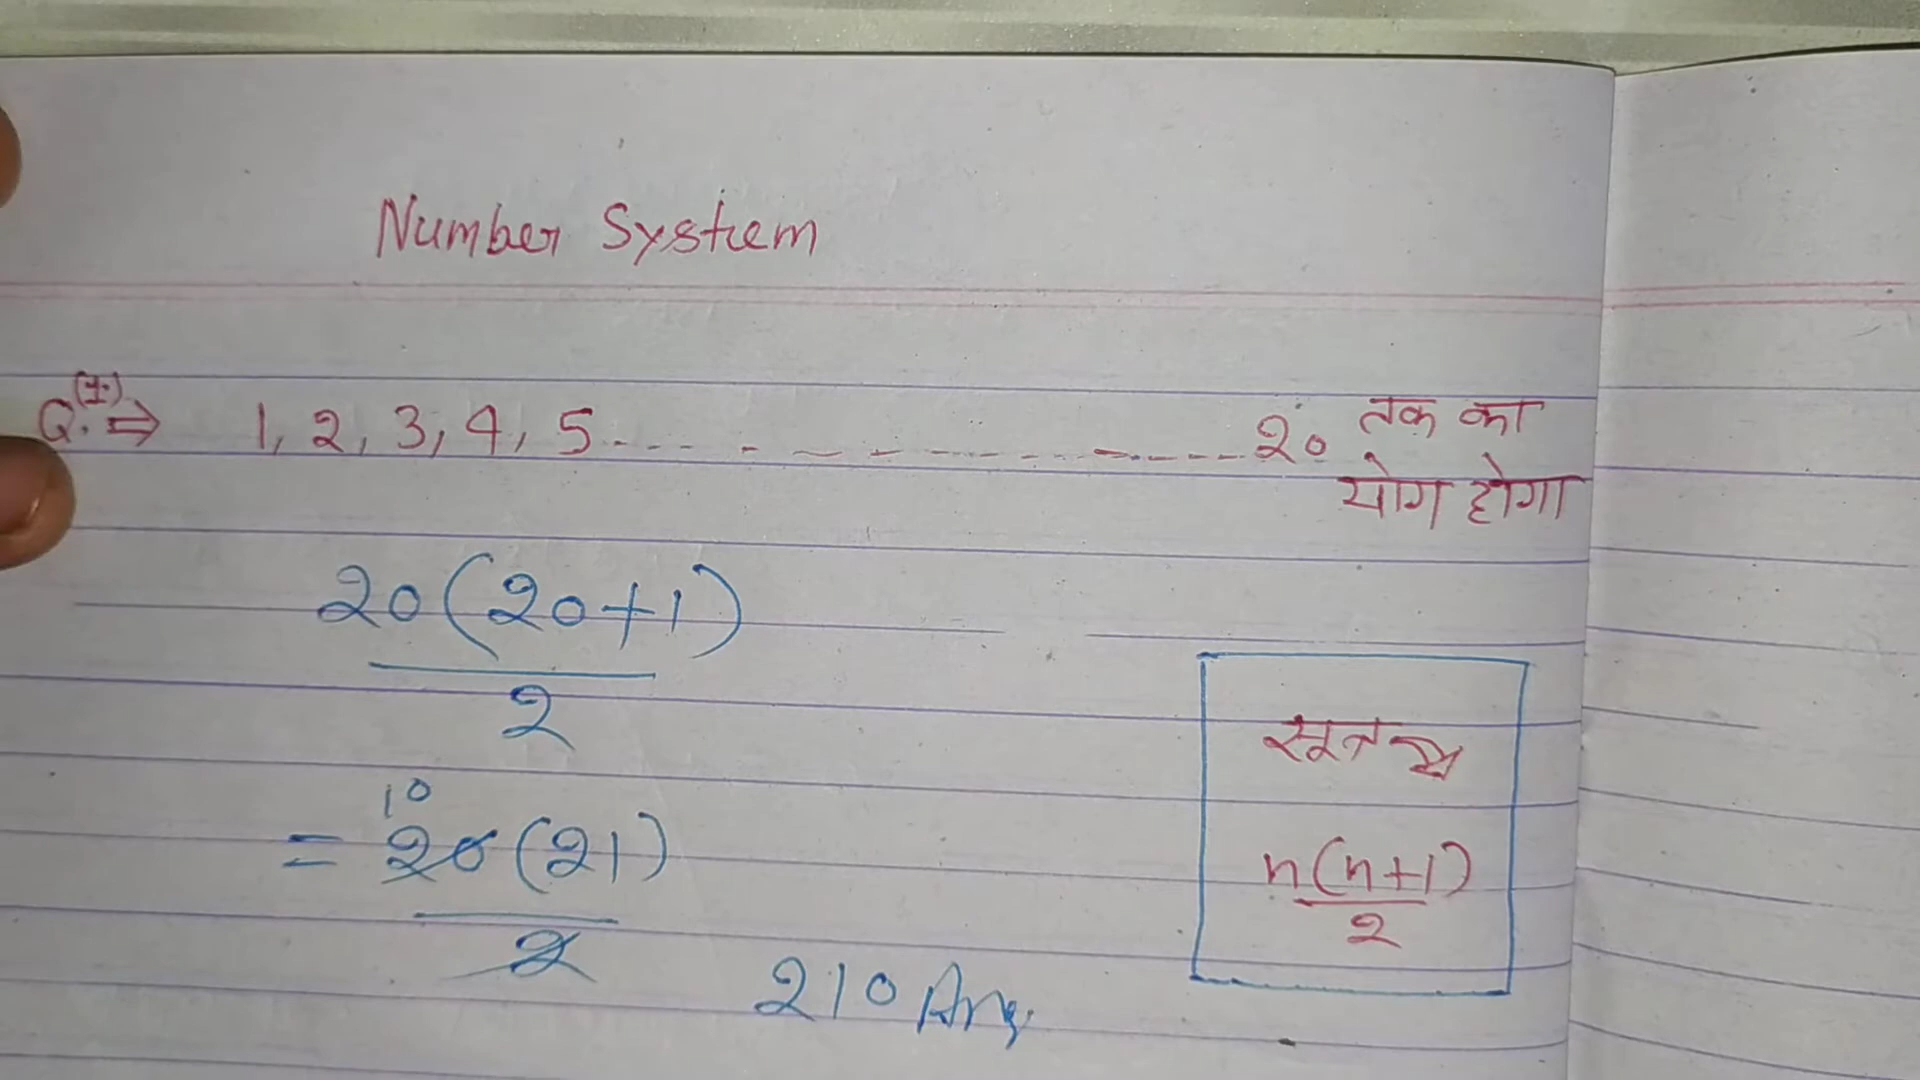 Number System
Q.(1.)⇒ 1, 2, 3, 4, 5 - - - - - - - - - - - - - 20 तक का
योग होगा
20(20+1)
2
10
= 20(21)
2
210 Ans
सूत्र ⇒
n(n+1)
2